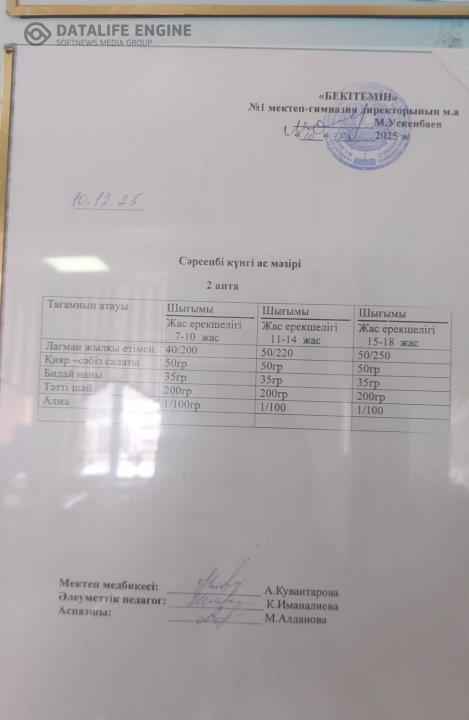 DATALIFE ENGINE
SOFTNEWS MEDIA GROUP
«БЕКІТЕМІН»
№1 мектеп-гимназия директорының м.а
М.Ускенбаев
«10» 2025 ж
10.12.25
Сәрсенбі күнгі ас мәзірі
2 апта
Тағамның атауы Шығымы Шығымы Шығымы
Жас ерекшелігі Жас ерекшелігі Жас ерекшелігі
7-10 жас 11-14 жас 15-18 жас
Лагман жылқы етімен 40/200 50/220 50/250
Қияр –сәбіз салаты 50гр 50гр 50гр
Бидай наны 35гр 35гр 35гр
Тәтті шәй 200гр 200гр 200гр
Алма 1/100гр 1/100 1/100
Мектеп медбикесі: А.Қувантарова
Әлеуметтік педагог: К.Иманалиева
Аспазшы: М.Алданова